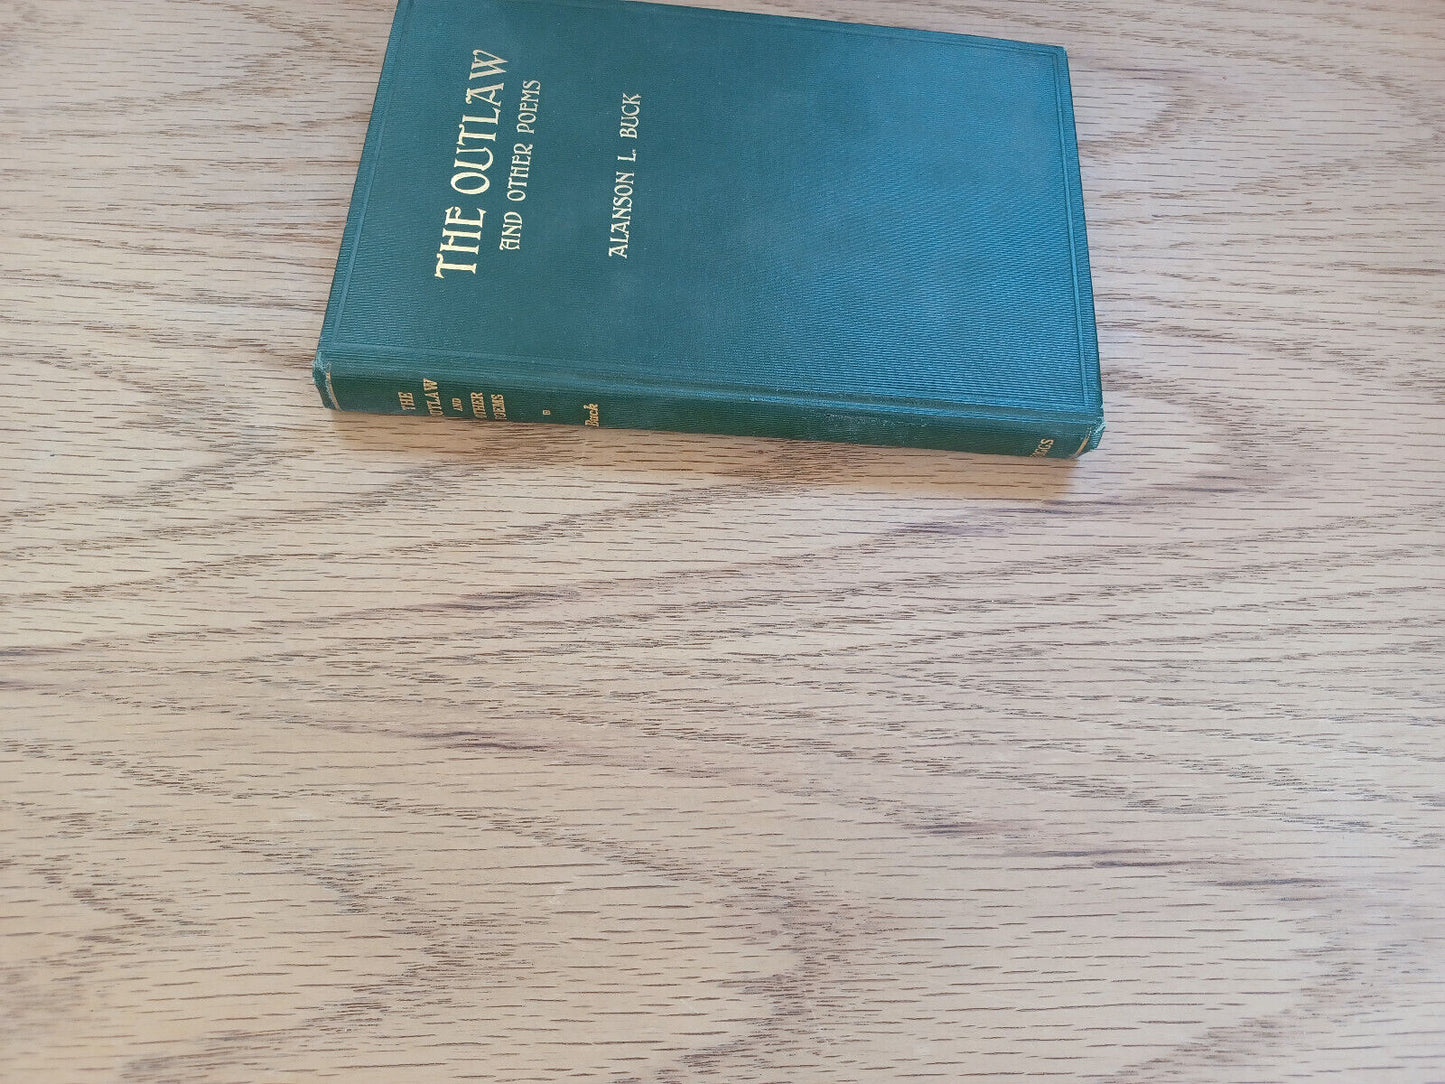 THE OUTLAW
AND OTHER POEMS
ALANSON L. BUCK
THE
OUTLAW
AND
OTHER
POEMS
Buck